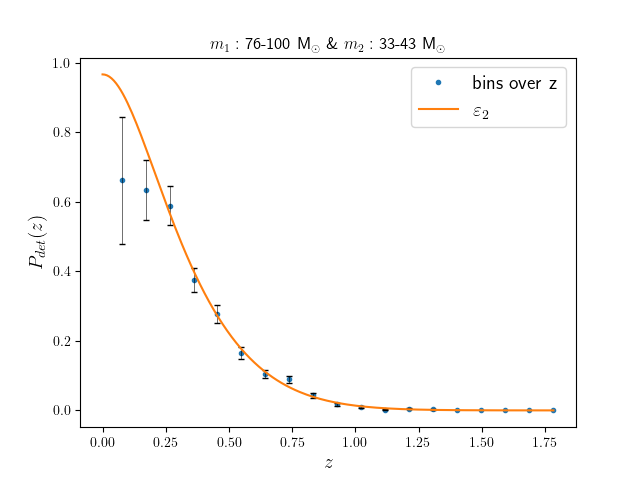 m₁ : 76-100 M☉ & m₂ : 33-43 M☉
bins over z
ε₂
P_det(z)
1.0
0.8
0.6
0.4
0.2
0.0
0.00 0.25 0.50 0.75 1.00 1.25 1.50 1.75
z